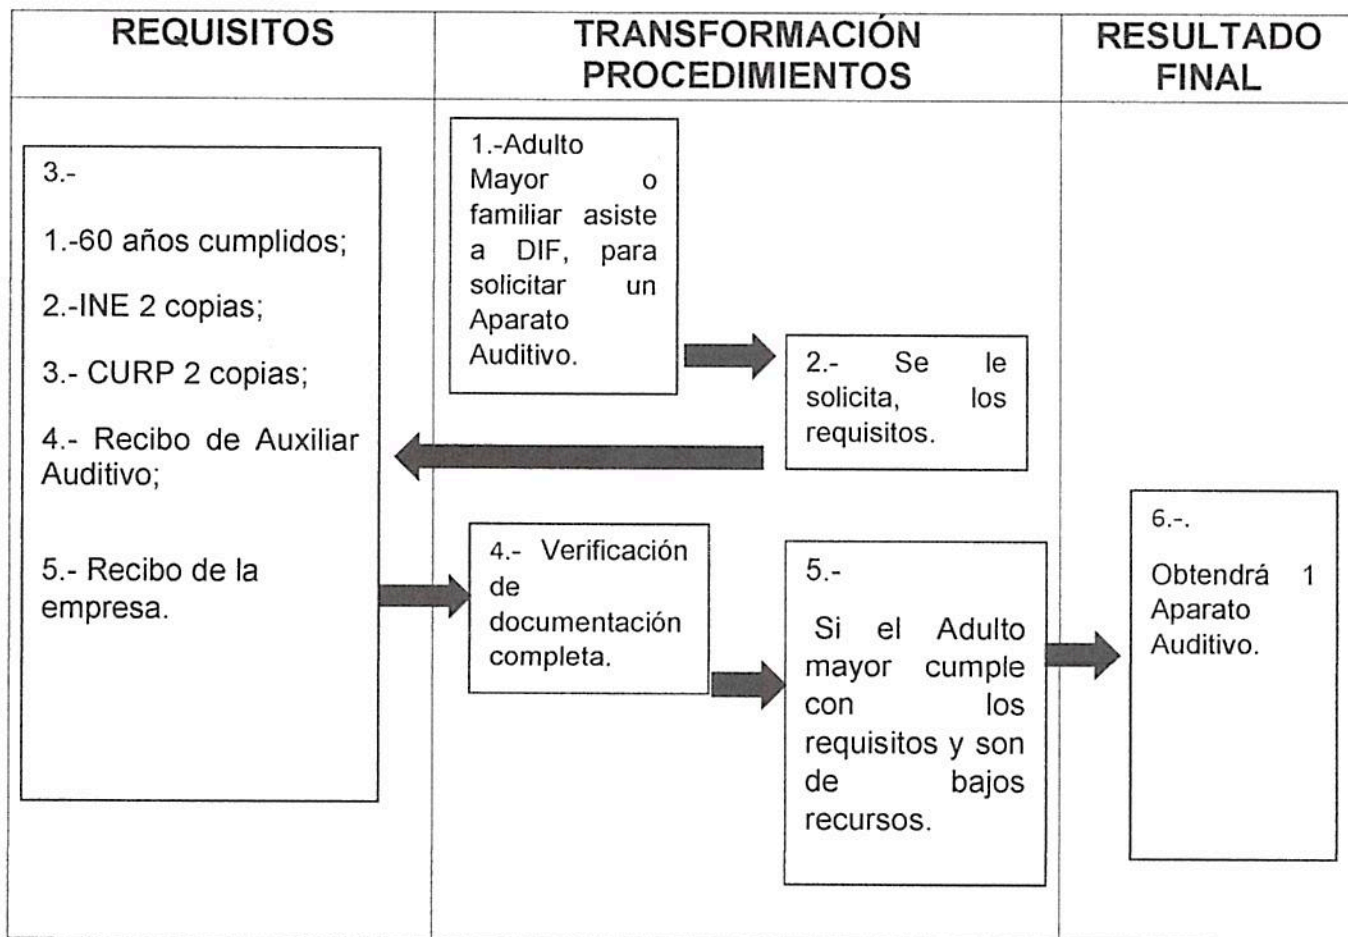 REQUISITOS
TRANSFORMACIÓN
PROCEDIMIENTOS
RESULTADO
FINAL
3.-
1.-60 años cumplidos;
2.-INE 2 copias;
3.- CURP 2 copias;
4.- Recibo de Auxiliar
Auditivo;
5.- Recibo de la
empresa.
1.-Adulto
Mayor o
familiar asiste
a DIF, para
solicitar un
Aparato
Auditivo.
2.- Se le
solicita, los
requisitos.
4.- Verificación
de
documentación
completa.
5.-
Si el Adulto
mayor cumple
con los
requisitos y son
de bajos
recursos.
6.-.
Obtendrá 1
Aparato
Auditivo.